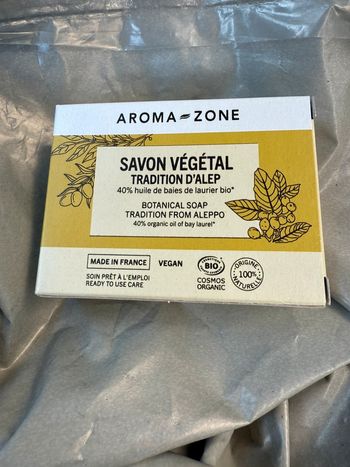 AROMA-ZONE
SAVON VÉGÉTAL
TRADITION D'ALEP
40% huile de baies de laurier bio*
BOTANICAL SOAP
TRADITION FROM ALEPPO
40% organic oil of bay laurel*
MADE IN FRANCE
VEGAN
SOIN PRÊT À L'EMPLOI
READY TO USE CARE
BIO
COSMOS
ORGANIC
ORIGINE
100%
NATURELLE